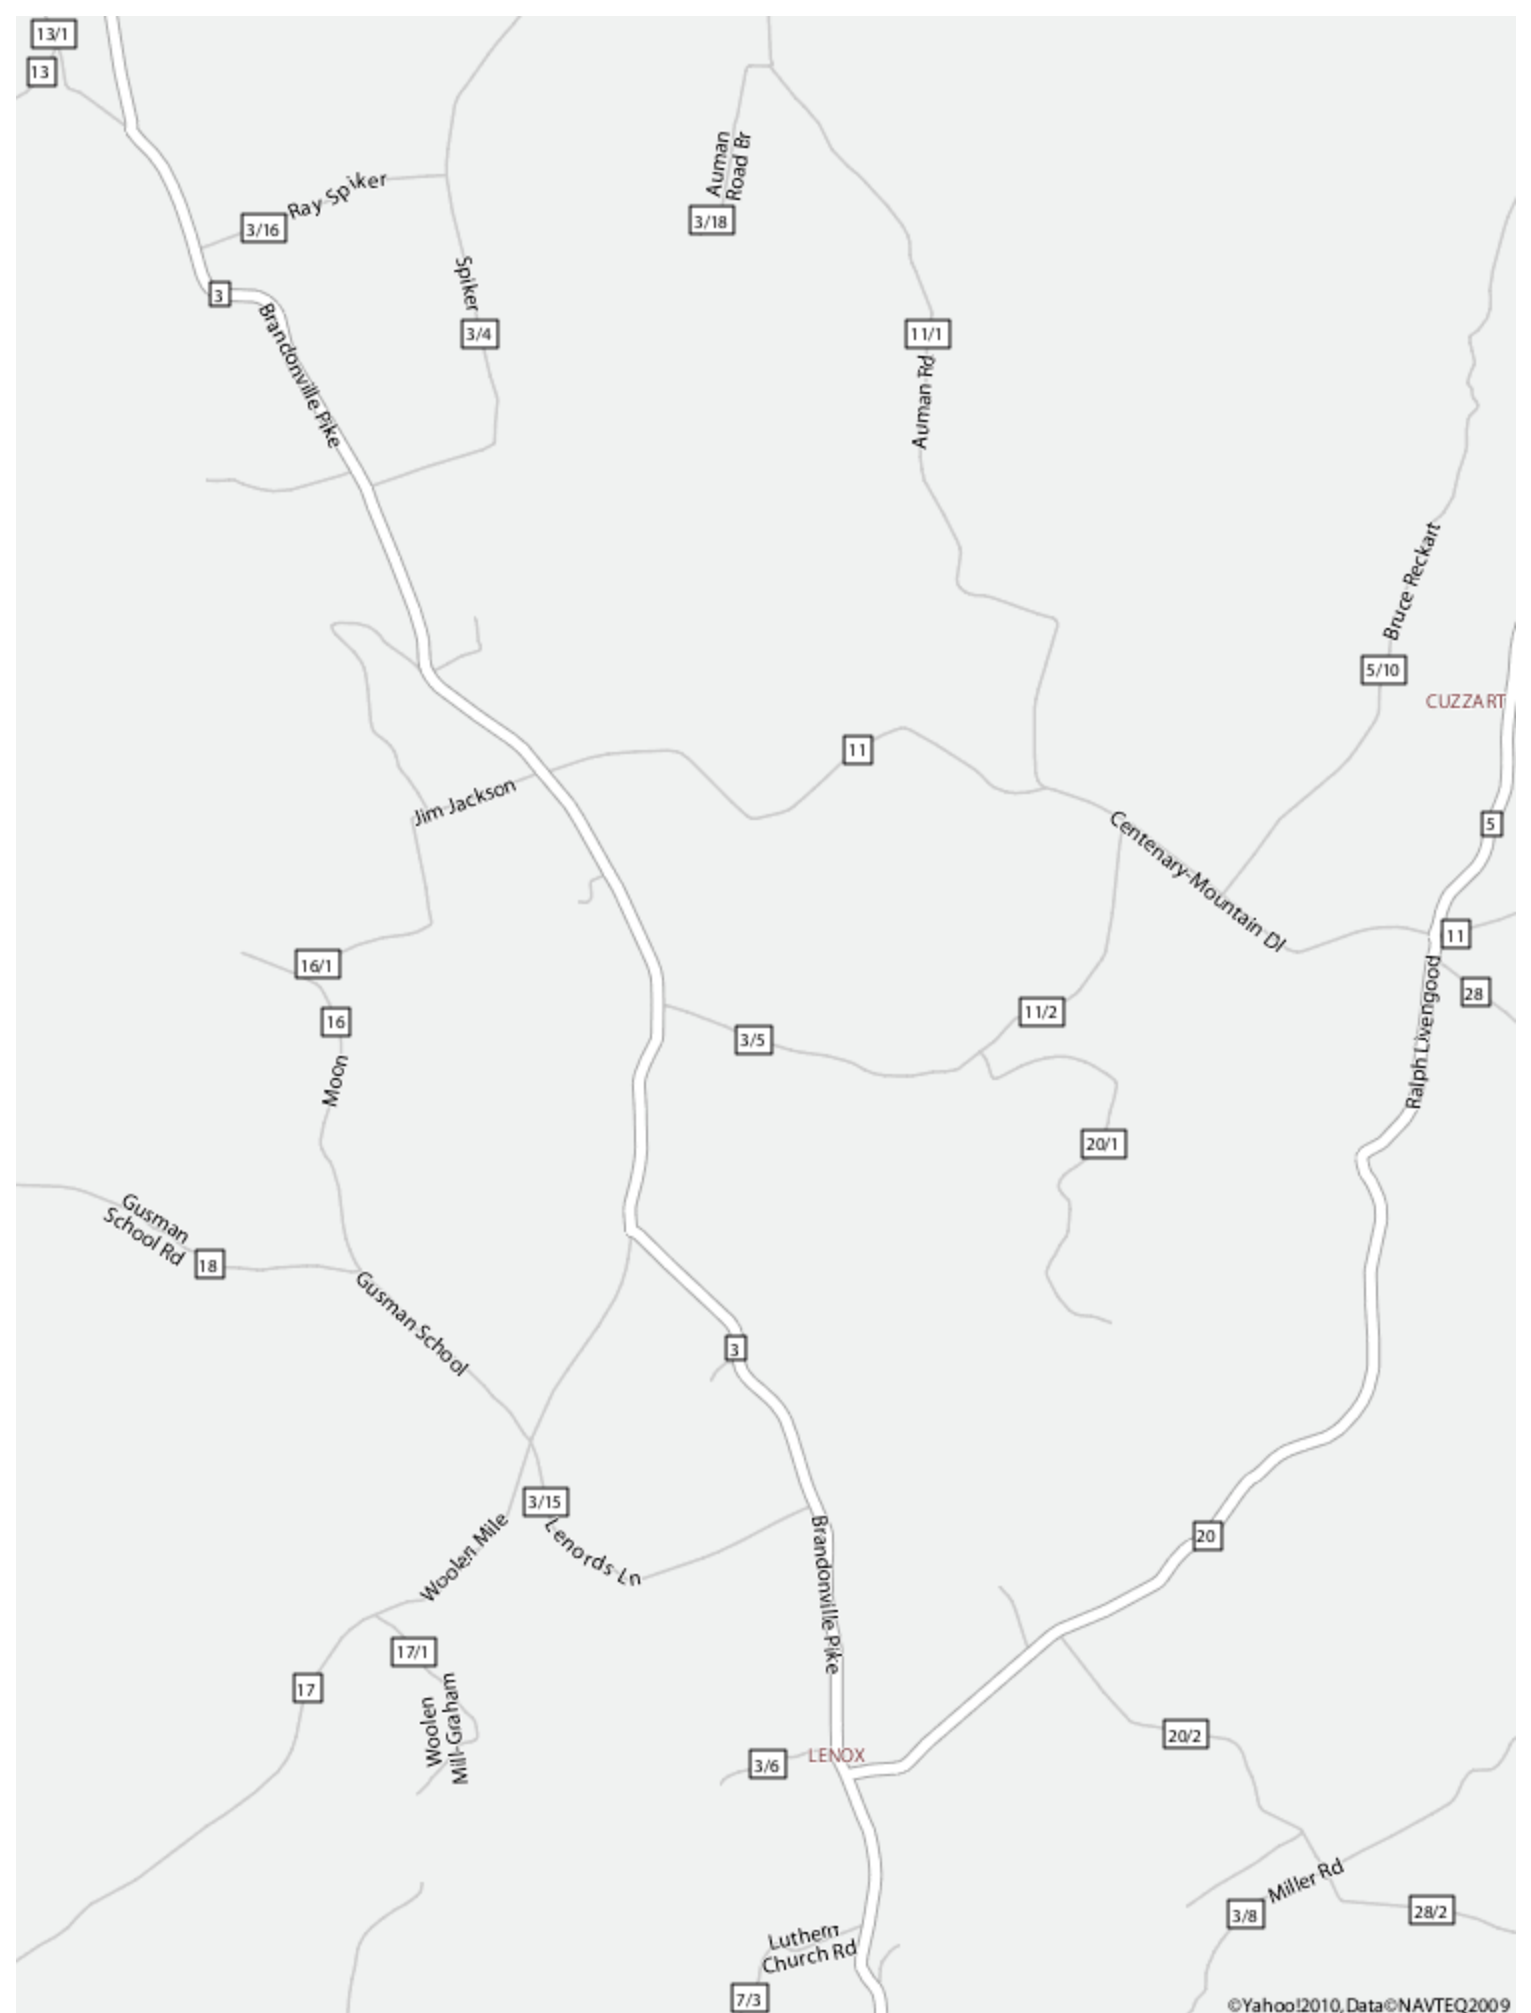 13/1
13
Auman
Road Br
Ray Spiker
3/16
3/18
Spiker
3
Brandonville Pike
3/4
11/1
Auman Rd
Bruce Reckart
5/10
CUZZART
11
Jim Jackson
Centenary-Mountain Dl
5
11
16/1
28
Ralph Livengood
16
11/2
3/5
Moon
20/1
Gusman
School Rd
18
Gusman School
3
3/15
Lenords Ln
Woolen Mile
Brandonville Pike
20
17/1
17
Woolen
Mill-Graham
20/2
3/6
LENOX
Miller Rd
3/8
28/2
Luthern
Church Rd
7/3
©Yahoo!2010, Data©NAVTEQ2009